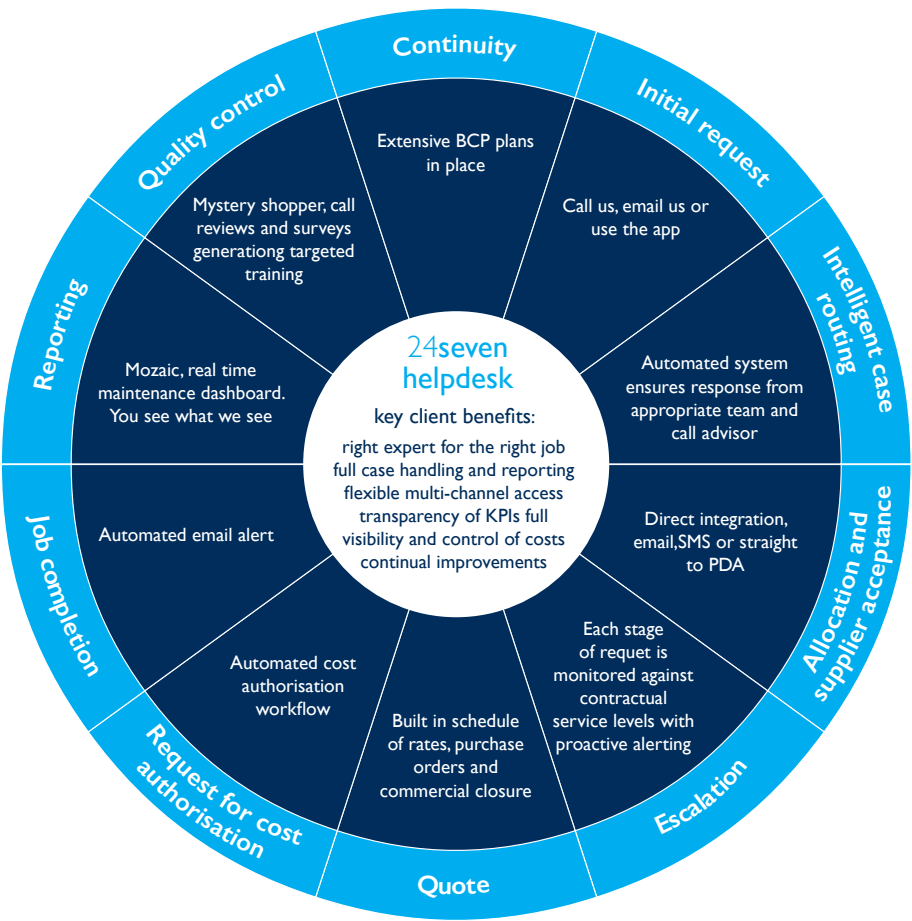 Continuity
Extensive BCP plans
in place
Initial request
Call us, email us or
use the app
Intelligent case
routing
Automated system
ensures response from
appropriate team and
call advisor
Allocation and
supplier acceptance
Direct integration,
email,SMS or straight
to PDA
Escalation
Each stage
of requet is
monitored against
contractual
service levels with
proactive alerting
Quote
Built in schedule
of rates, purchase
orders and
commercial closure
Request for cost
authorisation
Automated cost
authorisation
workflow
Job completion
Automated email alert
Reporting
Mozaic, real time
maintenance dashboard.
You see what we see
Quality control
Mystery shopper, call
reviews and surveys
generationg targeted
training
24seven
helpdesk
key client benefits:
right expert for the right job
full case handling and reporting
flexible multi-channel access
transparency of KPIs full
visibility and control of costs
continual improvements